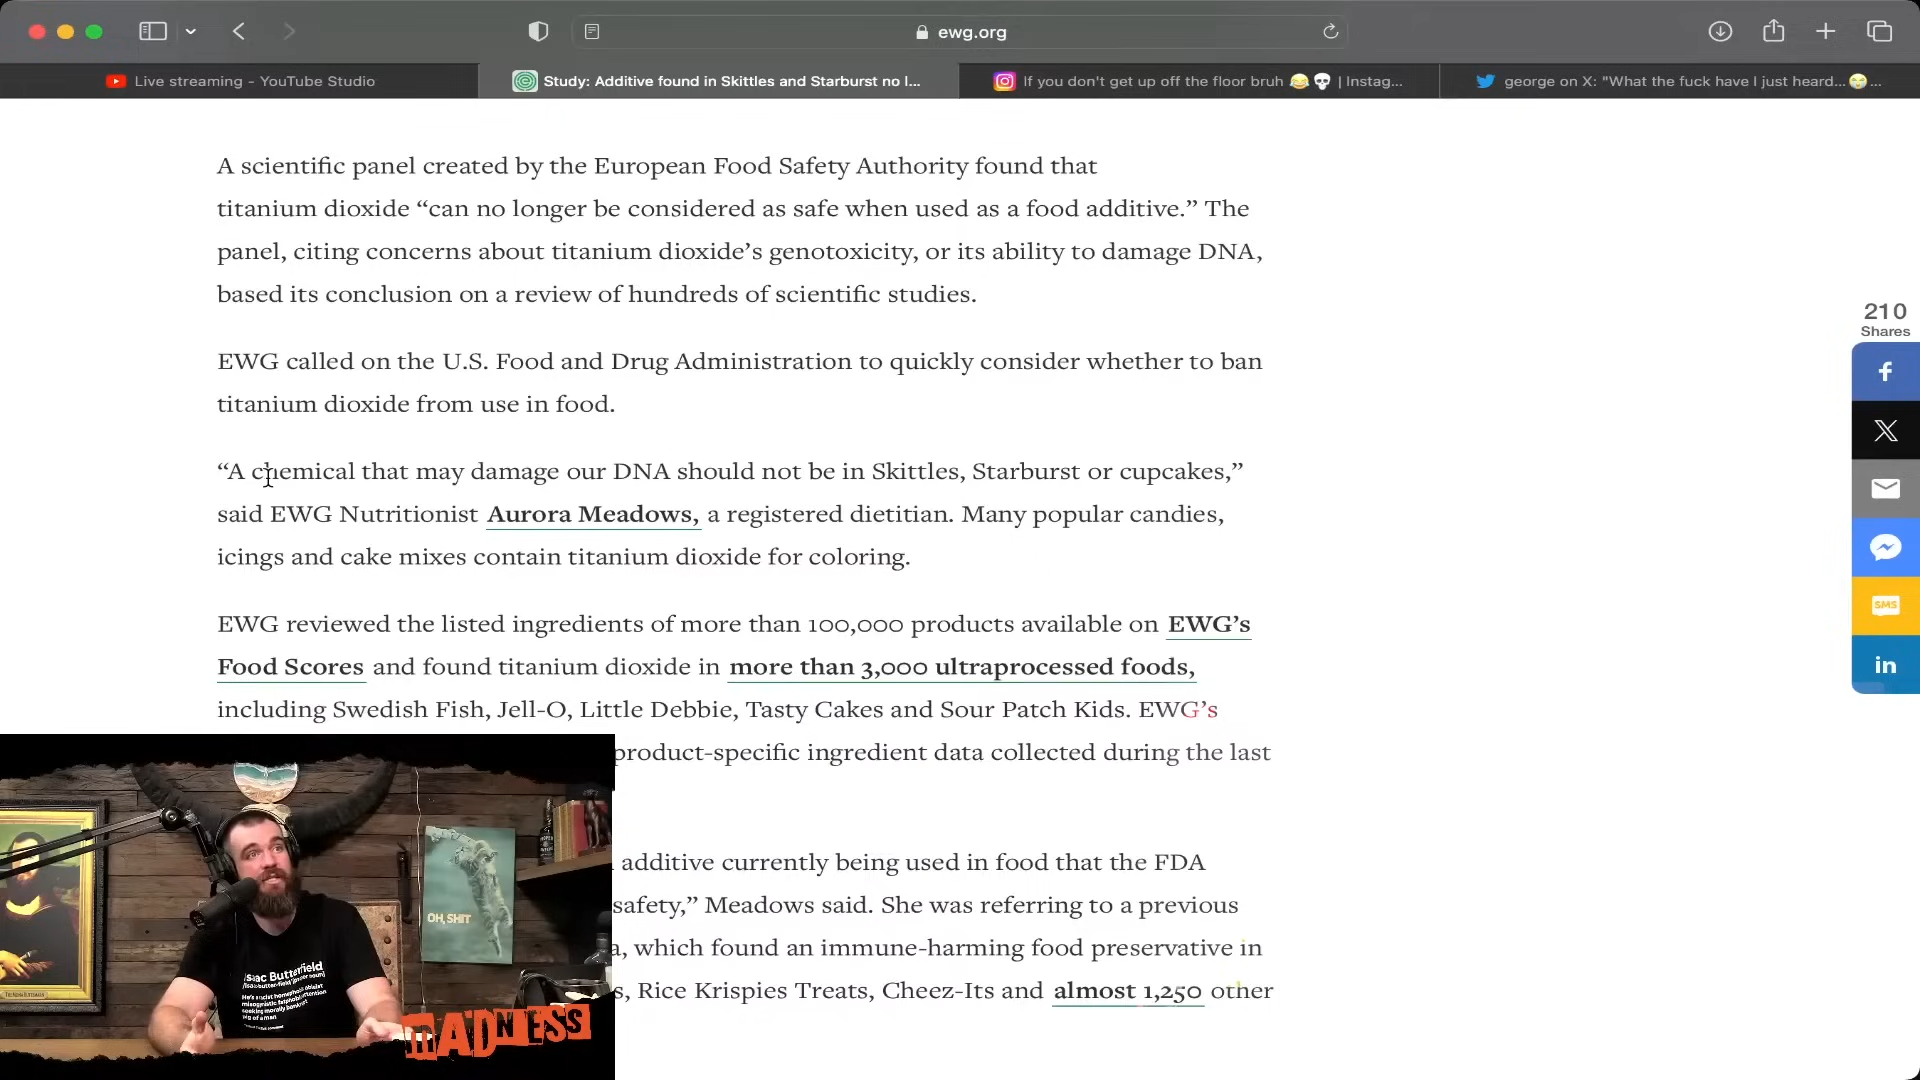 ewg.org
Live streaming - YouTube Studio
Study: Additive found in Skittles and Starburst no l...
If you don't get up off the floor bruh 😂💀 | Instag...
george on X: "What the fuck have I just heard...😭...
A scientific panel created by the European Food Safety Authority found that
titanium dioxide “can no longer be considered as safe when used as a food additive.” The
panel, citing concerns about titanium dioxide’s genotoxicity, or its ability to damage DNA,
based its conclusion on a review of hundreds of scientific studies.
EWG called on the U.S. Food and Drug Administration to quickly consider whether to ban
titanium dioxide from use in food.
“A chemical that may damage our DNA should not be in Skittles, Starburst or cupcakes,”
said EWG Nutritionist Aurora Meadows, a registered dietitian. Many popular candies,
icings and cake mixes contain titanium dioxide for coloring.
EWG reviewed the listed ingredients of more than 100,000 products available on EWG’s
Food Scores and found titanium dioxide in more than 3,000 ultraprocessed foods,
including Swedish Fish, Jell-O, Little Debbie, Tasty Cakes and Sour Patch Kids. EWG’s
product-specific ingredient data collected during the last
additive currently being used in food that the FDA
safety,” Meadows said. She was referring to a previous
a, which found an immune-harming food preservative in
s, Rice Krispies Treats, Cheez-Its and almost 1,250 other
210
Shares
SMS
in
OH, SHIT
Isaac Butterfield
MADNESS